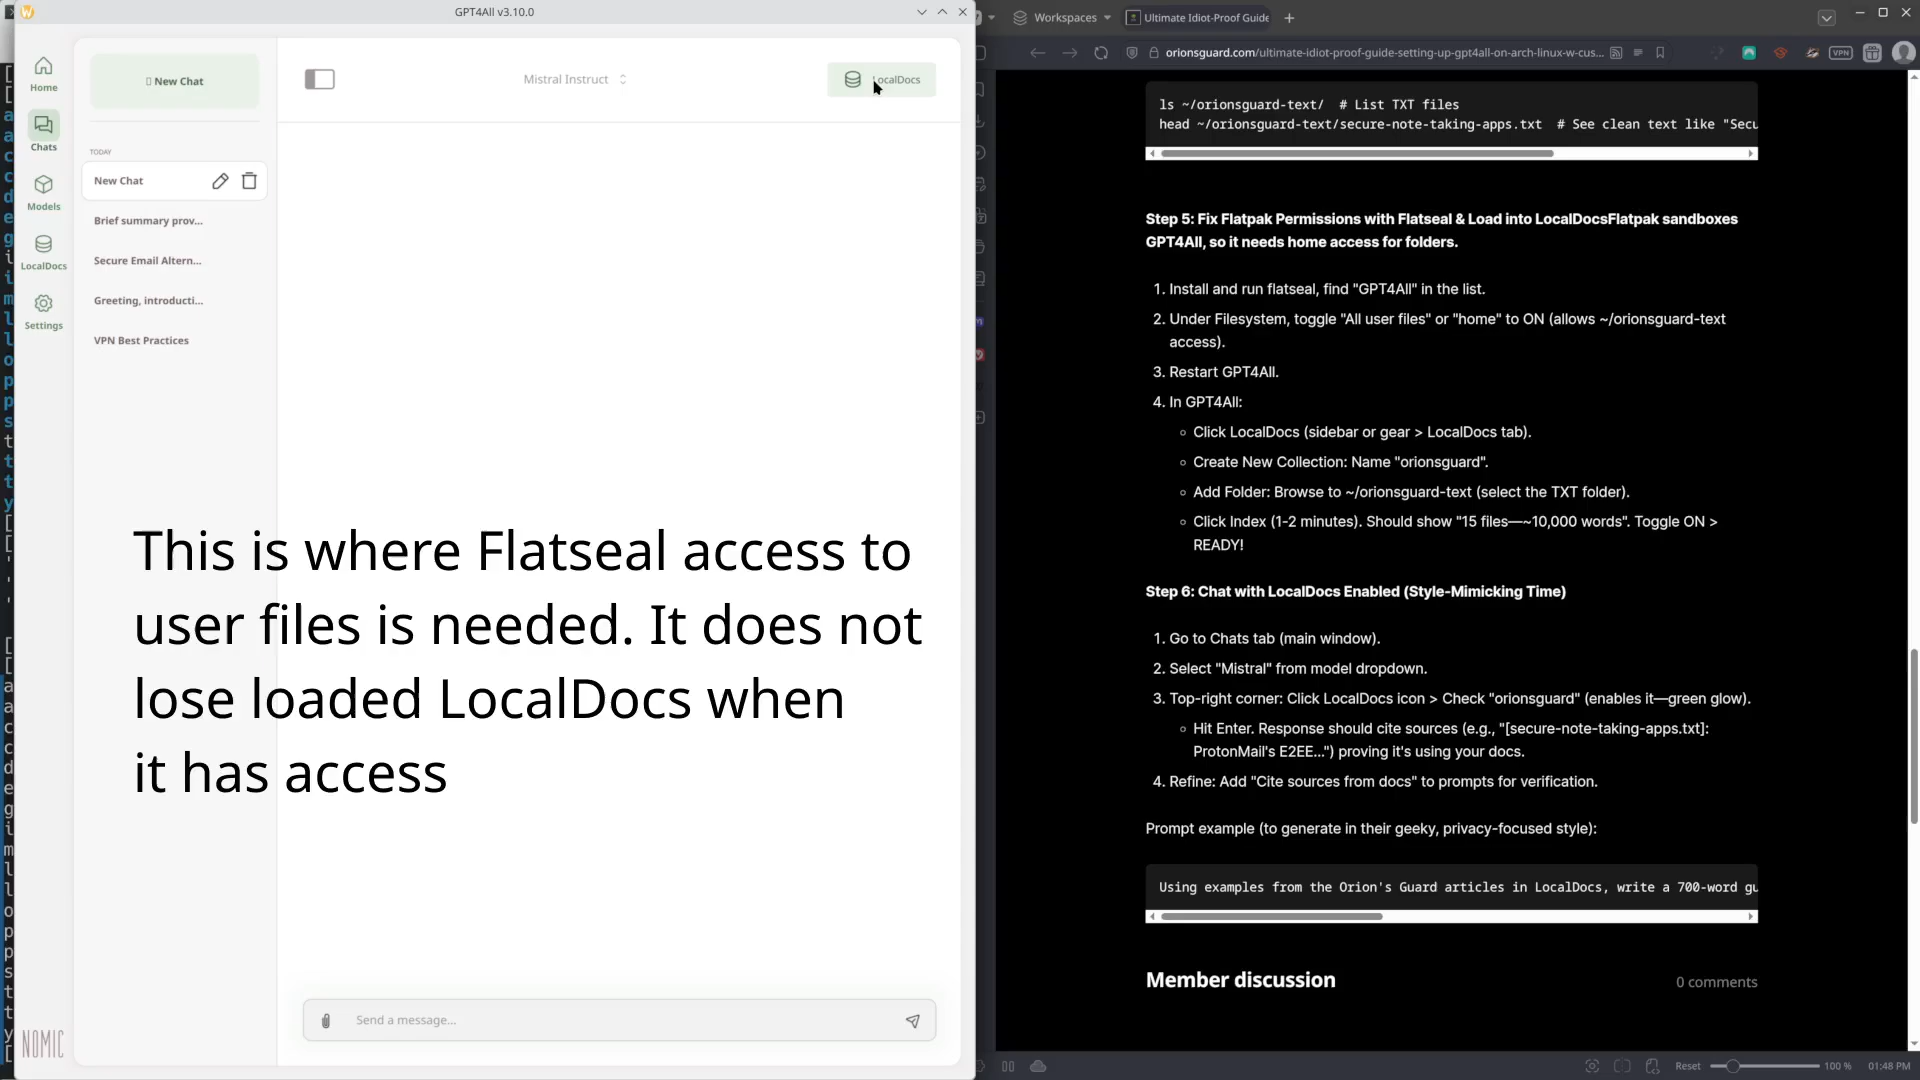 GPT4All v3.10.0
Home
Chats
Models
LocalDocs
Settings
NOMIC
New Chat
TODAY
New Chat
Brief summary prov...
Secure Email Altern...
Greeting, introducti...
VPN Best Practices
Mistral Instruct
LocalDocs
This is where Flatseal access to
user files is needed. It does not
lose loaded LocalDocs when
it has access
Send a message...
Workspaces
Ultimate Idiot-Proof Guide
orionsguard.com/ultimate-idiot-proof-guide-setting-up-gpt4all-on-arch-linux-w-cus...
VPN
ls ~/orionsguard-text/  # List TXT files
head ~/orionsguard-text/secure-note-taking-apps.txt  # See clean text like "Secu
Step 5: Fix Flatpak Permissions with Flatseal & Load into LocalDocsFlatpak sandboxes
GPT4All, so it needs home access for folders.
1. Install and run flatseal, find "GPT4All" in the list.
2. Under Filesystem, toggle "All user files" or "home" to ON (allows ~/orionsguard-text
access).
3. Restart GPT4All.
4. In GPT4All:
Click LocalDocs (sidebar or gear > LocalDocs tab).
Create New Collection: Name "orionsguard".
Add Folder: Browse to ~/orionsguard-text (select the TXT folder).
Click Index (1-2 minutes). Should show "15 files—~10,000 words". Toggle ON >
READY!
Step 6: Chat with LocalDocs Enabled (Style-Mimicking Time)
1. Go to Chats tab (main window).
2. Select "Mistral" from model dropdown.
3. Top-right corner: Click LocalDocs icon > Check "orionsguard" (enables it—green glow).
Hit Enter. Response should cite sources (e.g., "[secure-note-taking-apps.txt]:
ProtonMail's E2EE...") proving it's using your docs.
4. Refine: Add "Cite sources from docs" to prompts for verification.
Prompt example (to generate in their geeky, privacy-focused style):
Using examples from the Orion's Guard articles in LocalDocs, write a 700-word gu
Member discussion
0 comments
Reset
100 %
01:48 PM